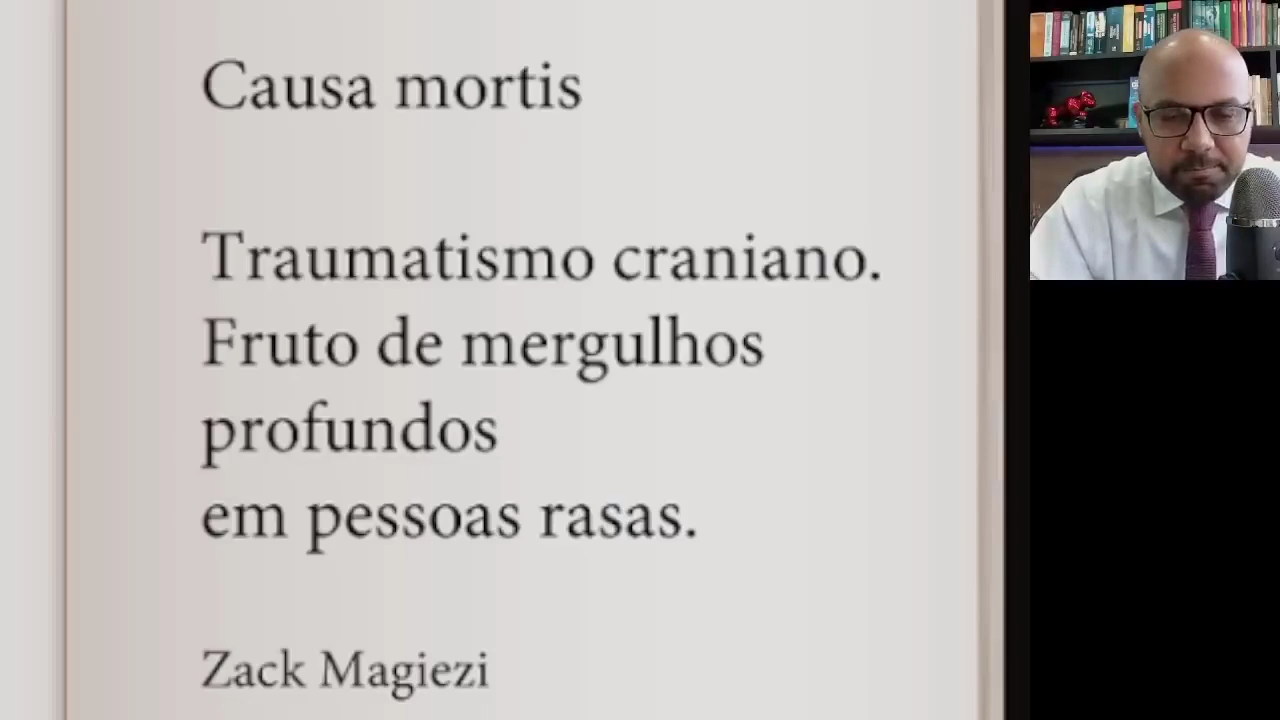 Causa mortis
Traumatismo craniano.
Fruto de mergulhos
profundos
em pessoas rasas.
Zack Magiezi